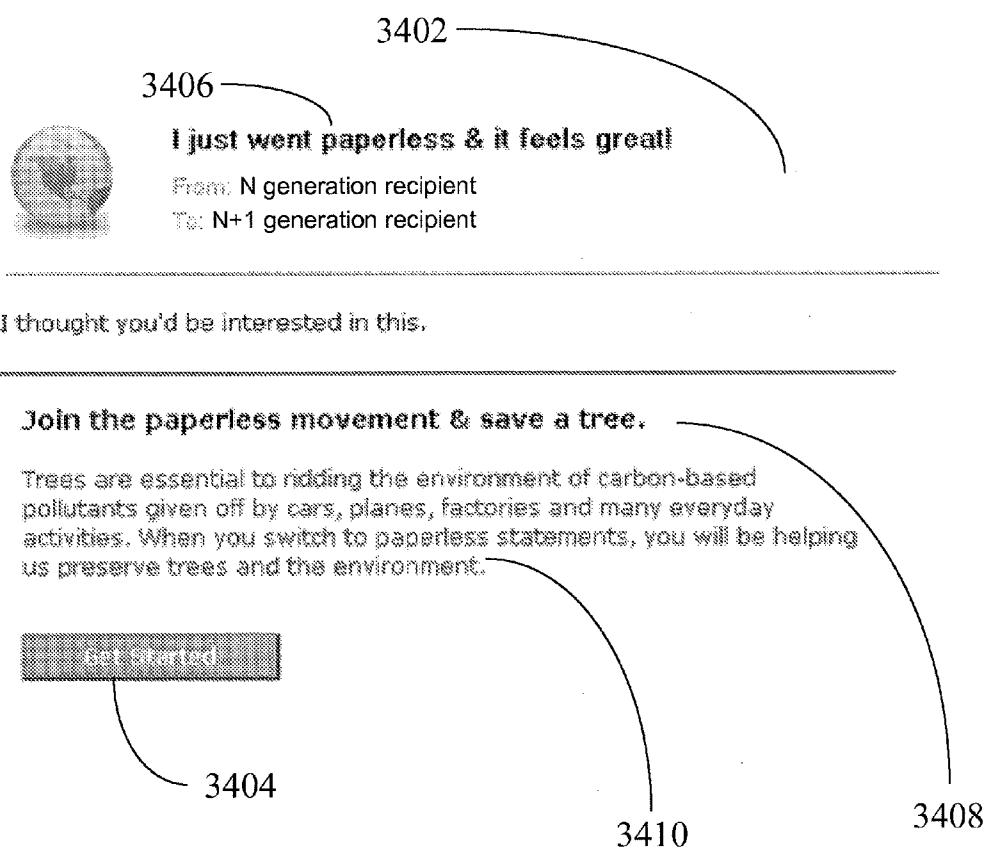 3402
3406
I just went paperless & it feels great!
From: N generation recipient
To: N+1 generation recipient
I thought you'd be interested in this.
Join the paperless movement & save a tree.
Trees are essential to ridding the environment of carbon-based
pollutants given off by cars, planes, factories and many everyday
activities. When you switch to paperless statements, you will be helping
us preserve trees and the environment.
Get Started
3404
3410
3408